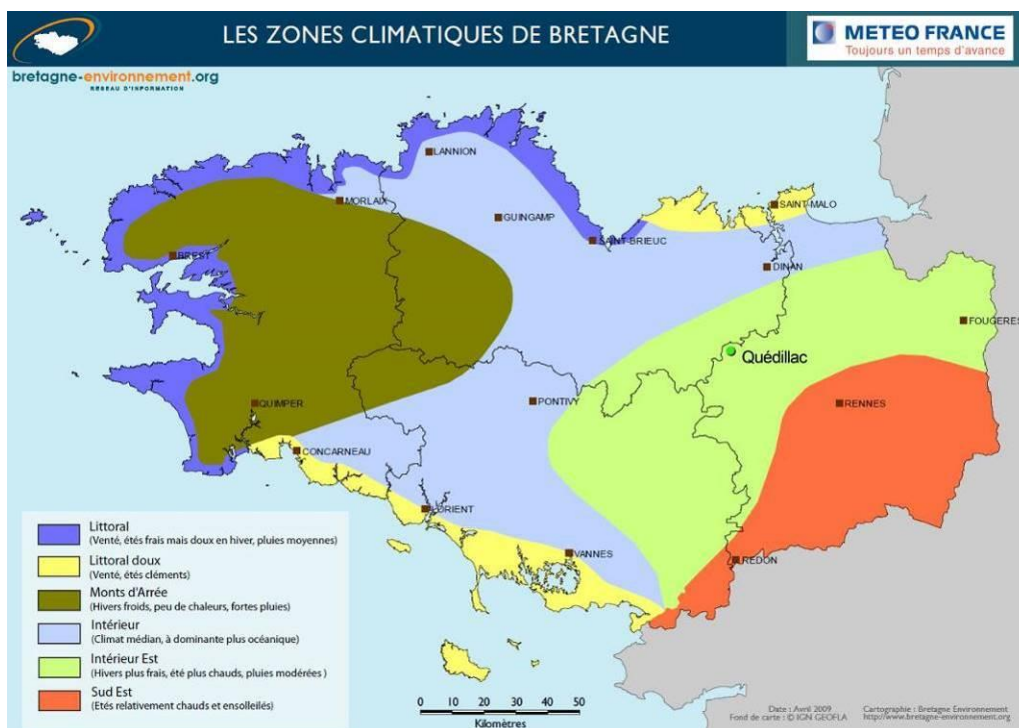 LES ZONES CLIMATIQUES DE BRETAGNE
METEO FRANCE
Toujours un temps d'avance
bretagne-environnement.org
RESEAU D'INFORMATION
LANNION
MORLAIX
GUINGAMP
SAINT-MALO
SAINT-BRIEUC
BREST
DINAN
FOUGERES
Quédillac
QUIMPER
PONTIVY
RENNES
CONCARNEAU
LORIENT
VANNES
REDON
Littoral
(Venté, étés frais mais doux en hiver, pluies moyennes)
Littoral doux
(Venté, étés cléments)
Monts d'Arrée
(Hivers froids, peu de chaleurs, fortes pluies)
Intérieur
(Climat médian, à dominante plus océanique)
Intérieur Est
(Hivers plus frais, été plus chauds, pluies modérées )
Sud Est
(Etés relativement chauds et ensolleilés)
0 10 20 30 40 50
Kilomètres
Date : Avril 2009
Fond de carte : © IGN GEOFLA
Cartographie : Bretagne Environnement
http://www.bretagne-environnement.org